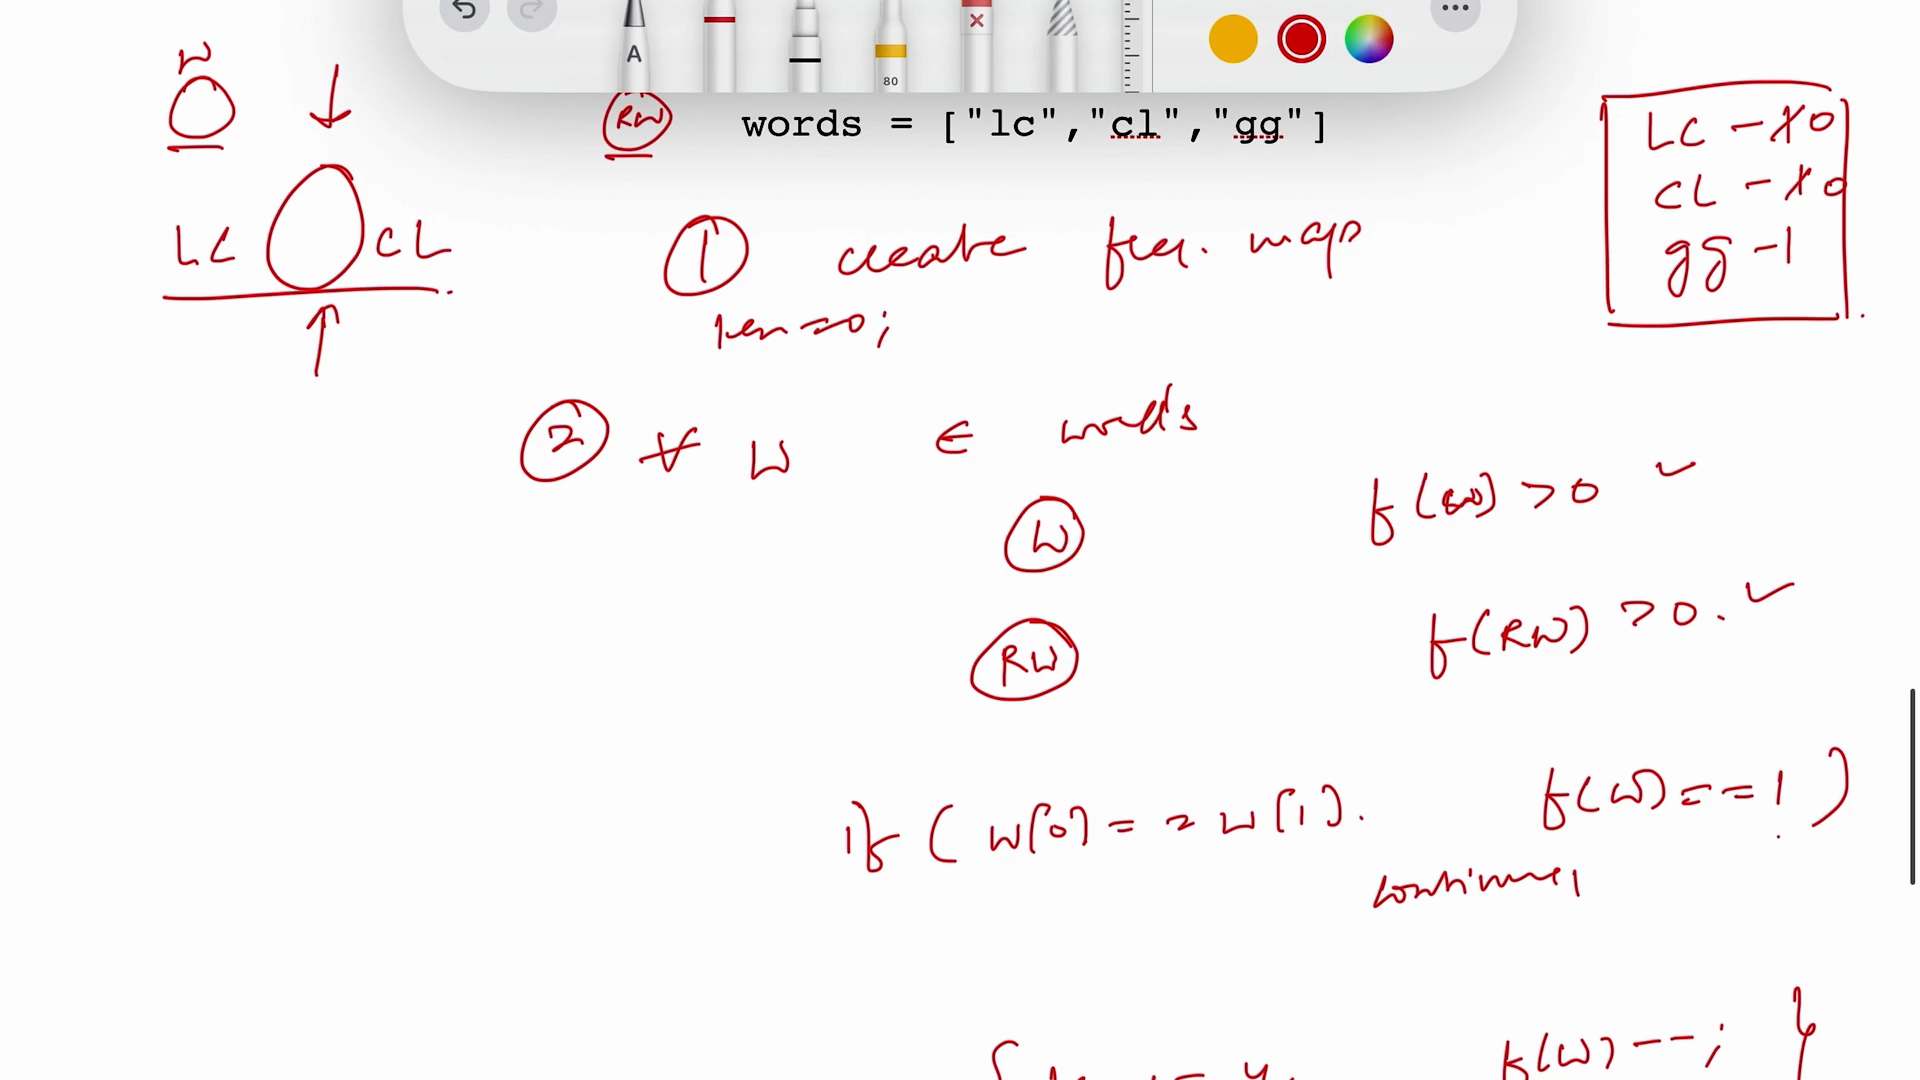 A
80
W
RW
words = ["lc","cl","gg"]
LC - 1 0
CL - 1 0
gg - 1
LC CL
1 create freq. map
len = 0;
2 ∀ W ∈ words
W
f(W) > 0 ✓
RW
f(RW) > 0. ✓
if ( W[0] = = W[1]. f(W) == 1 )
continue;
f(W) --; }